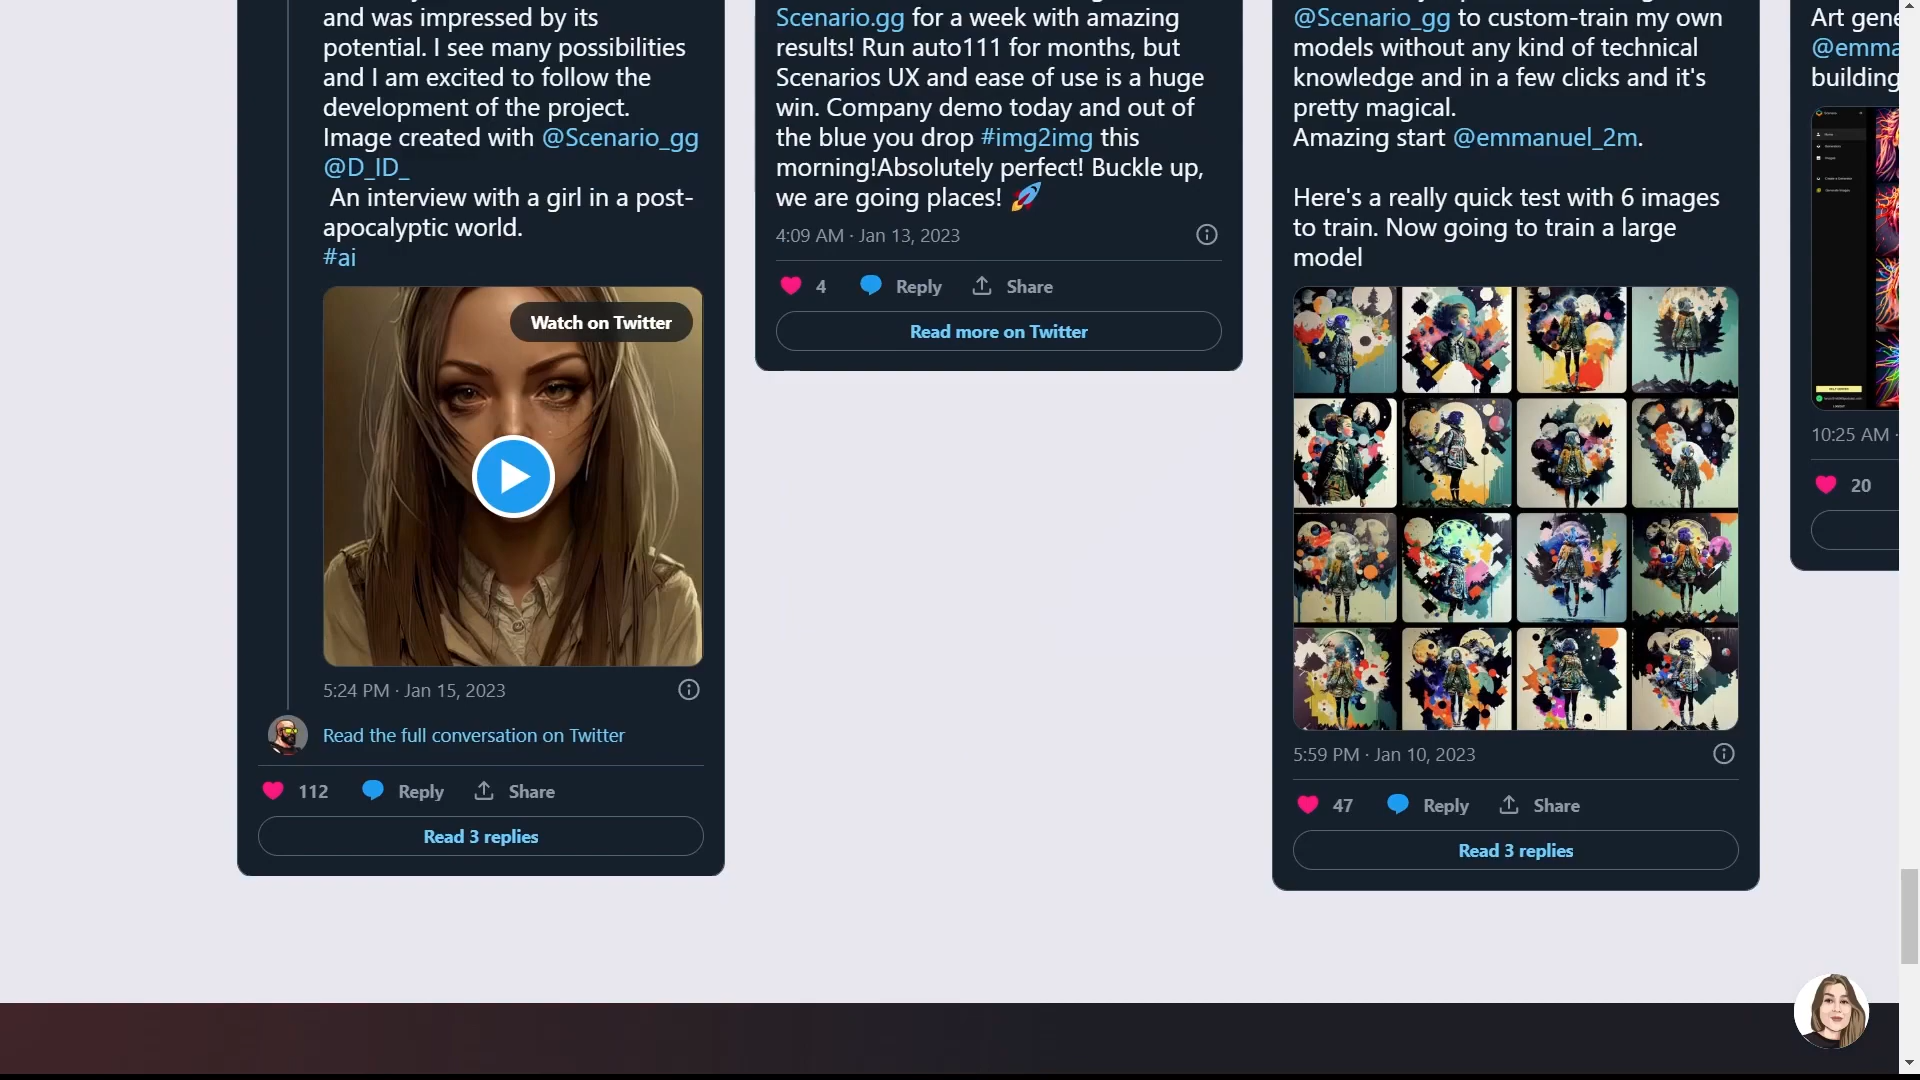 and was impressed by its
potential. I see many possibilities
and I am excited to follow the
development of the project.
Image created with @Scenario_gg
@D_ID_
An interview with a girl in a post-
apocalyptic world.
#ai
Watch on Twitter
5:24 PM · Jan 15, 2023
Read the full conversation on Twitter
112 Reply Share
Read 3 replies
Scenario.gg for a week with amazing
results! Run auto111 for months, but
Scenarios UX and ease of use is a huge
win. Company demo today and out of
the blue you drop #img2img this
morning!Absolutely perfect! Buckle up,
we are going places! 🚀
4:09 AM · Jan 13, 2023
4 Reply Share
Read more on Twitter
@Scenario_gg to custom-train my own
models without any kind of technical
knowledge and in a few clicks and it's
pretty magical.
Amazing start @emmanuel_2m.
Here's a really quick test with 6 images
to train. Now going to train a large
model
5:59 PM · Jan 10, 2023
47 Reply Share
Read 3 replies
Art gene
@emma
building
10:25 AM ·
20